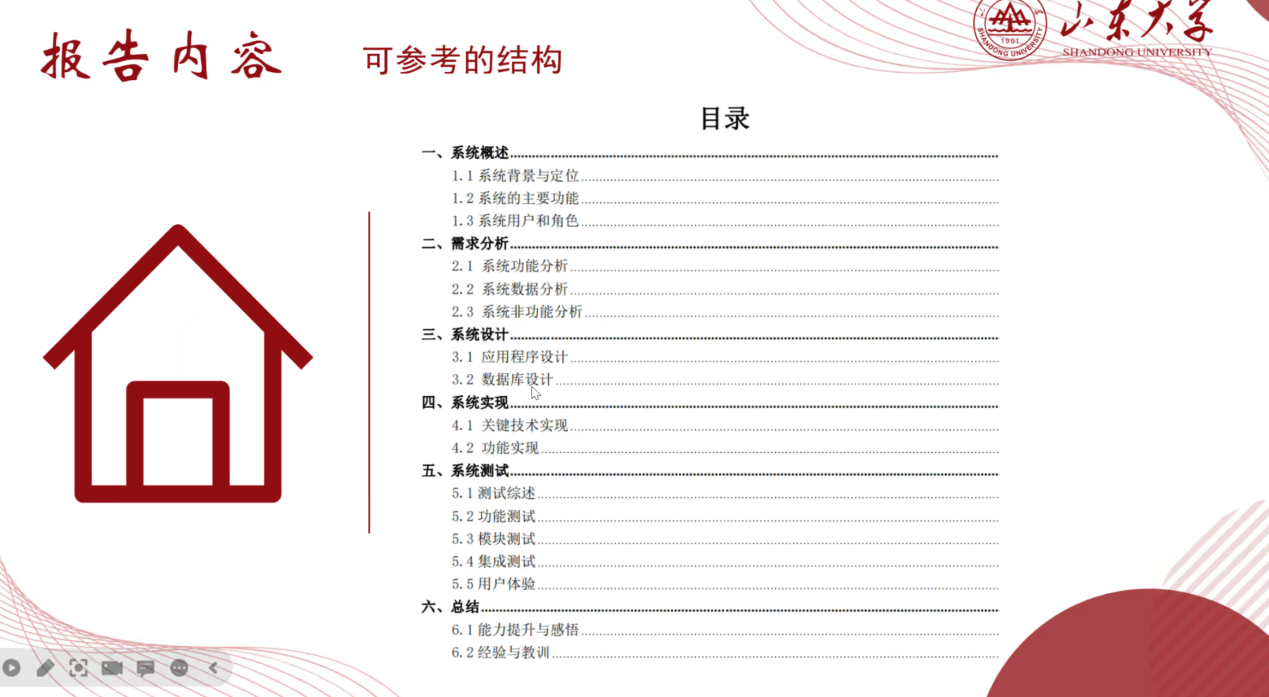 报告内容 可参考的结构
山东大学
SHANDONG UNIVERSITY
1901
SHANDONG UNIVERSITY
目录
一、系统概述
1.1 系统背景与定位
1.2 系统的主要功能
1.3 系统用户和角色
二、需求分析
2.1 系统功能分析
2.2 系统数据分析
2.3 系统非功能分析
三、系统设计
3.1 应用程序设计
3.2 数据库设计
四、系统实现
4.1 关键技术实现
4.2 功能实现
五、系统测试
5.1 测试综述
5.2 功能测试
5.3 模块测试
5.4 集成测试
5.5 用户体验
六、总结
6.1 能力提升与感悟
6.2 经验与教训